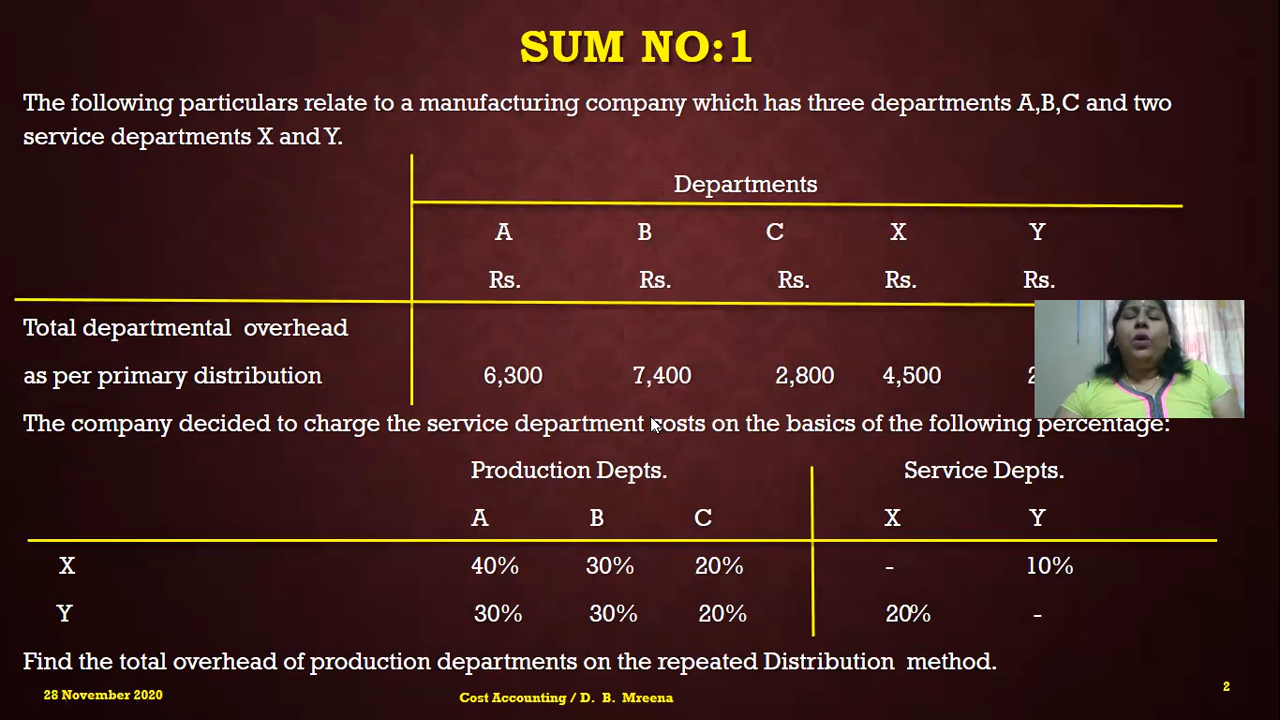 SUM NO:1
The following particulars relate to a manufacturing company which has three departments A,B,C and two
service departments X and Y.
Departments
A B C X Y
Rs. Rs. Rs. Rs. Rs.
Total departmental overhead
as per primary distribution 6,300 7,400 2,800 4,500
The company decided to charge the service department costs on the basics of the following percentage:
Production Depts. Service Depts.
A B C X Y
X 40% 30% 20% - 10%
Y 30% 30% 20% 20% -
Find the total overhead of production departments on the repeated Distribution method.
28 November 2020 Cost Accounting / D. B. Mreena 2